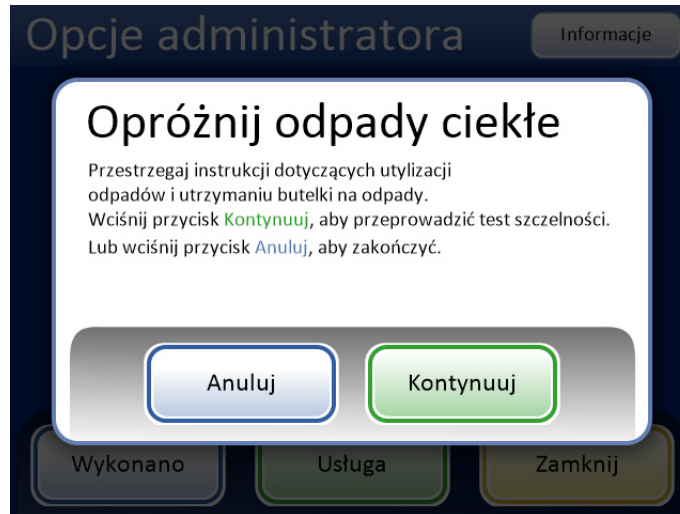 Opcje administratora
Informacje
Opróżnij odpady ciekłe
Przestrzegaj instrukcji dotyczących utylizacji
odpadów i utrzymaniu butelki na odpady.
Wciśnij przycisk Kontynuuj, aby przeprowadzić test szczelności.
Lub wciśnij przycisk Anuluj, aby zakończyć.
Anuluj
Kontynuuj
Wykonano
Usługa
Zamknij